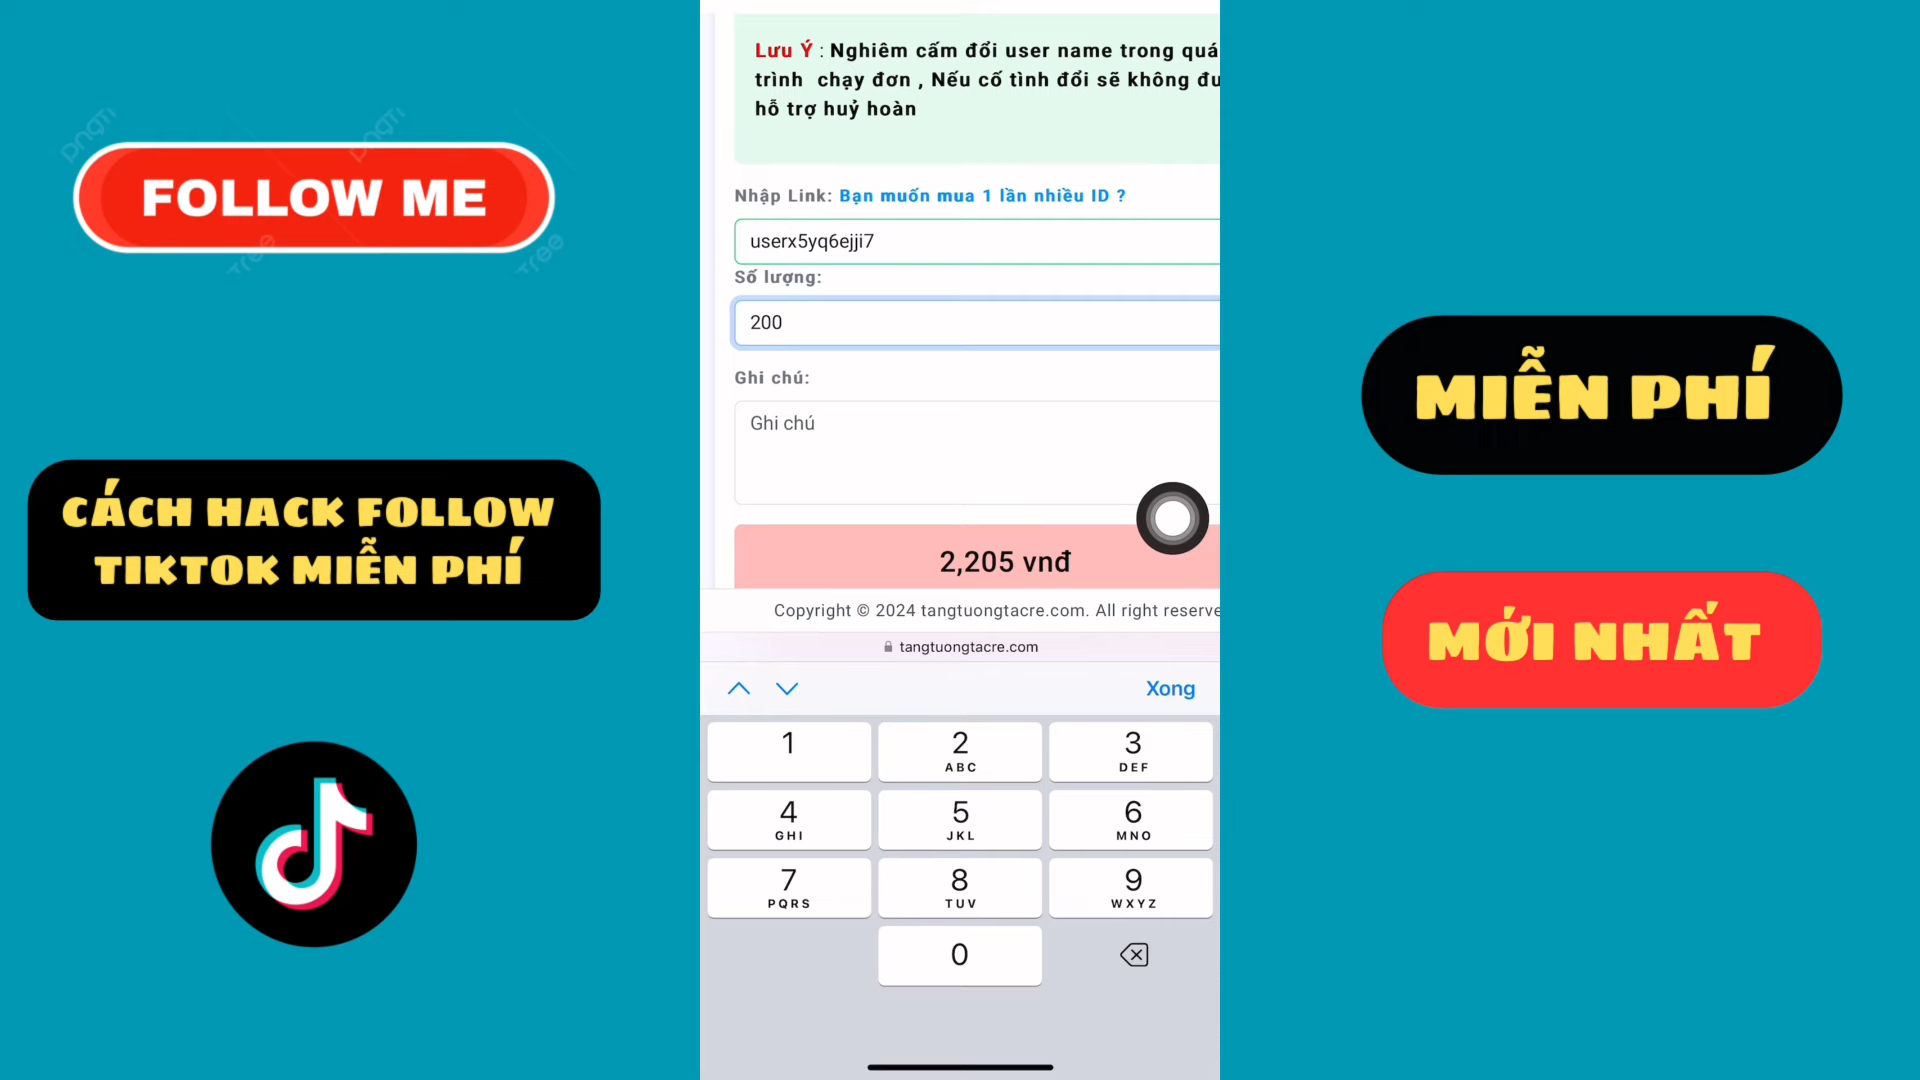 FOLLOW ME
CÁCH HACK FOLLOW
TIKTOK MIỄN PHÍ
Lưu Ý : Nghiêm cấm đổi user name trong quá
trình chạy đơn , Nếu cố tình đổi sẽ không đư
hỗ trợ huỷ hoàn
Nhập Link: Bạn muốn mua 1 lần nhiều ID ?
userx5yq6ejji7
Số lượng:
200
Ghi chú:
Ghi chú
2,205 vnđ
Copyright © 2024 tangtuongtacre.com. All right reserve
tangtuongtacre.com
Xong
1
2
ABC
3
DEF
4
GHI
5
JKL
6
MNO
7
PQRS
8
TUV
9
WXYZ
0
MIỄN PHÍ
MỚI NHẤT